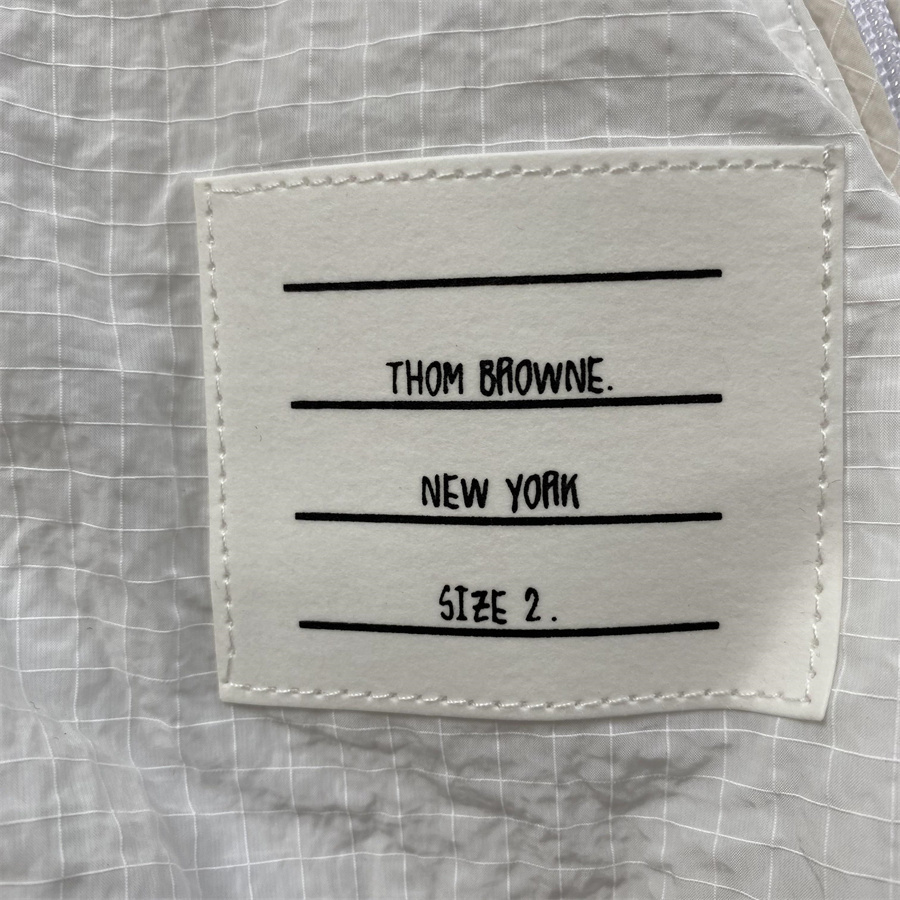 THOM BROWNE.
NEW YORK
SIZE 2.